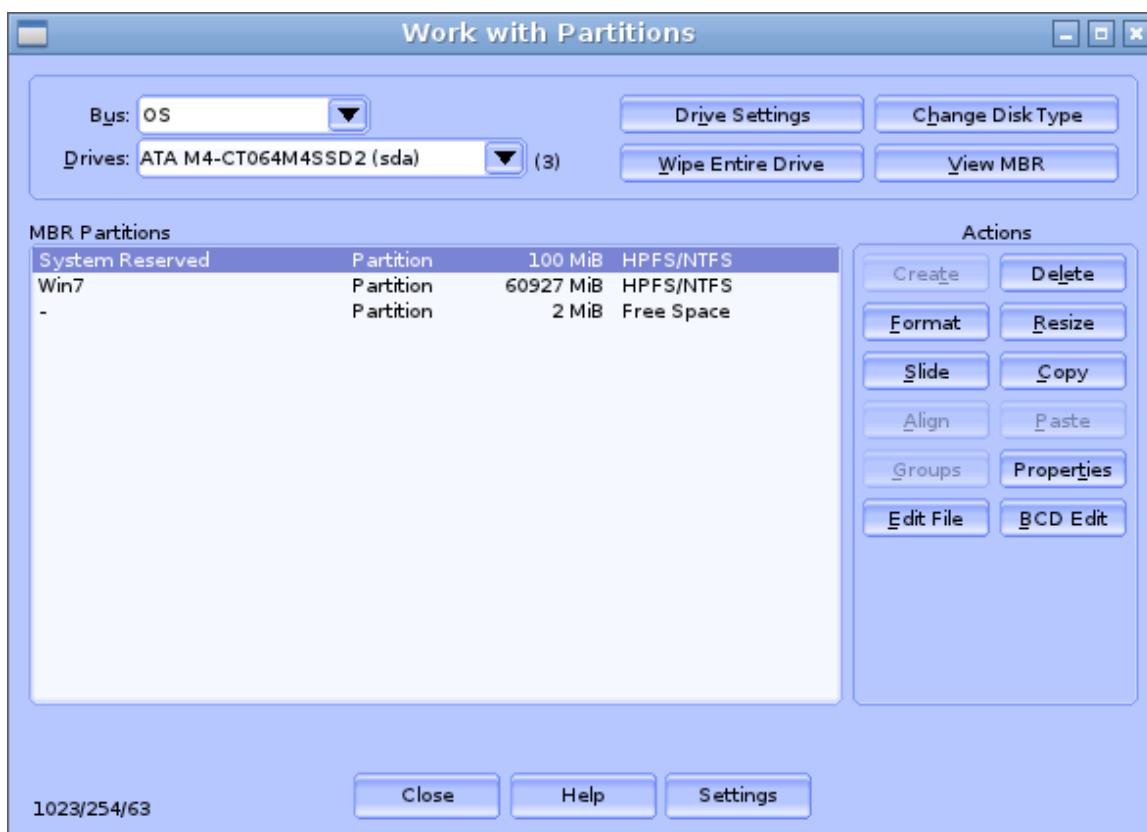 Work with Partitions
Bus: OS
Drives: ATA M4-CT064M4SSD2 (sda) (3)
Drive Settings Change Disk Type
Wipe Entire Drive View MBR
MBR Partitions
System Reserved Partition 100 MiB HPFS/NTFS
Win7 Partition 60927 MiB HPFS/NTFS
- Partition 2 MiB Free Space
Actions
Create Delete
Format Resize
Slide Copy
Align Paste
Groups Properties
Edit File BCD Edit
Close Help Settings
1023/254/63